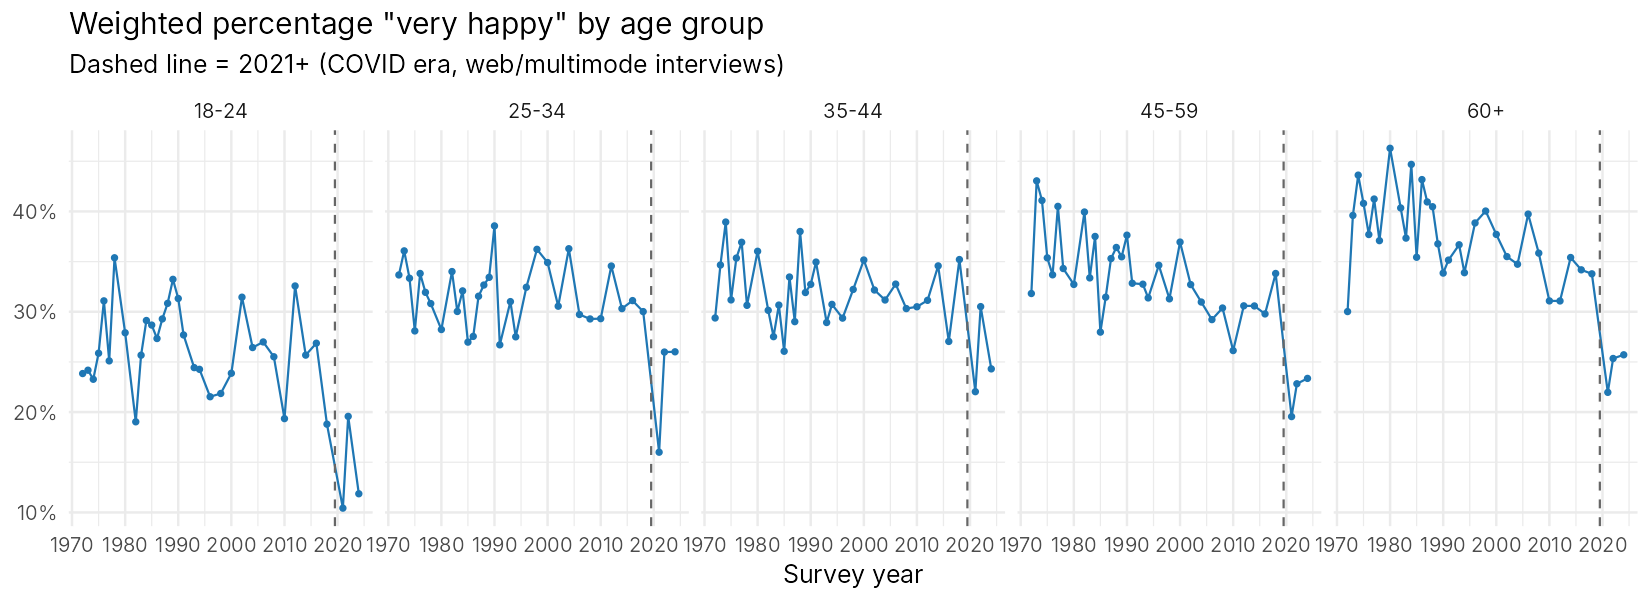 Weighted percentage "very happy" by age group
Dashed line = 2021+ (COVID era, web/multimode interviews)
18-24 25-34 35-44 45-59 60+
40%
30%
20%
10%
1970 1980 1990 2000 2010 2020 1970 1980 1990 2000 2010 2020 1970 1980 1990 2000 2010 2020 1970 1980 1990 2000 2010 2020 1970 1980 1990 2000 2010 2020
Survey year